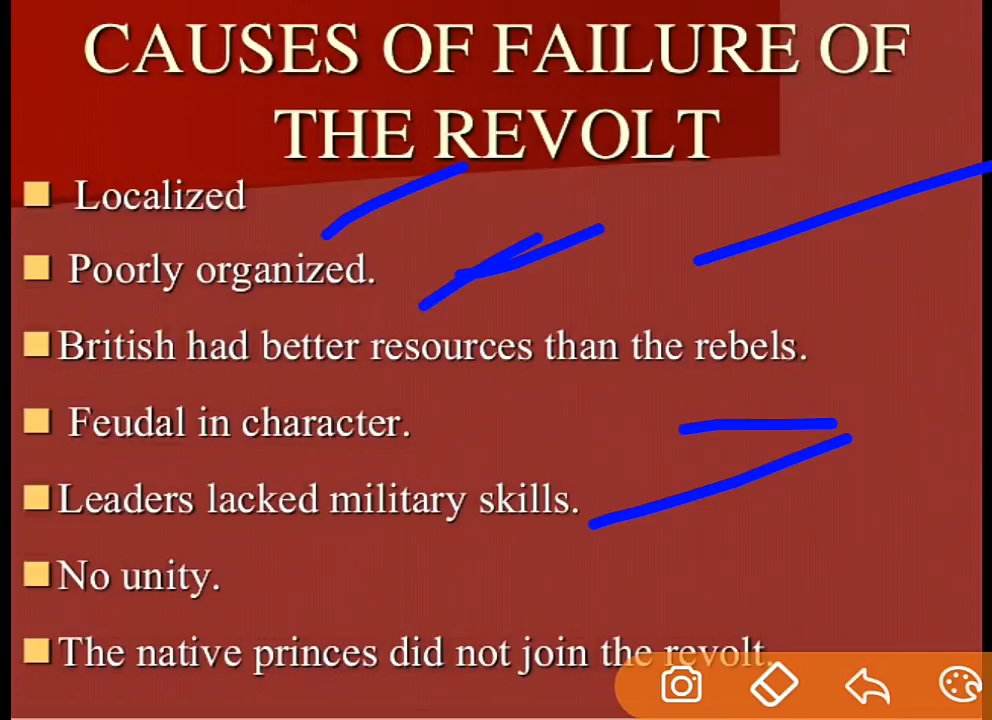 CAUSES OF FAILURE OF
THE REVOLT
Localized
Poorly organized.
British had better resources than the rebels.
Feudal in character.
Leaders lacked military skills.
No unity.
The native princes did not join the revolt.